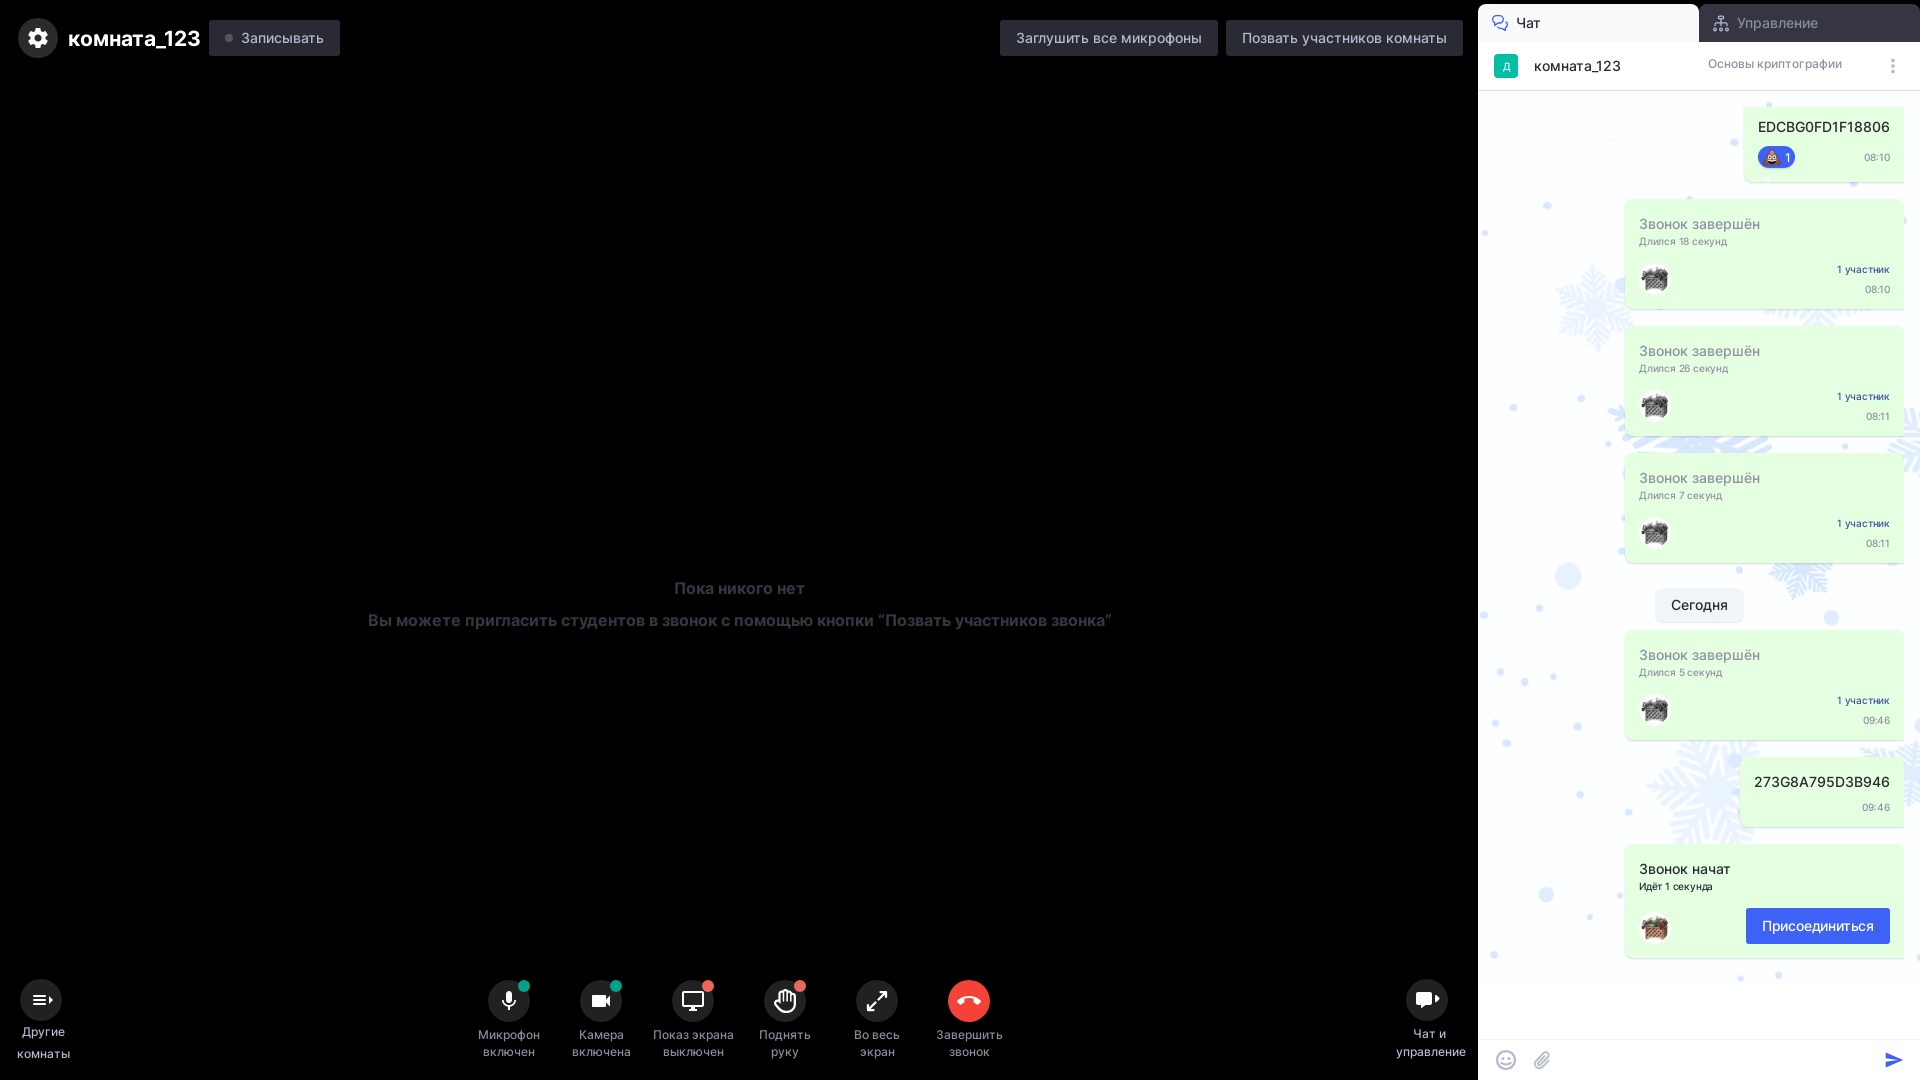 комната_123
Записывать
Заглушить все микрофоны
Позвать участников комнаты
Чат
Управление
Д
комната_123
Основы криптографии
EDCBG0FD1F18806
1
08:10
Звонок завершён
Длился 18 секунд
1 участник
08:10
Звонок завершён
Длился 26 секунд
1 участник
08:11
Звонок завершён
Длился 7 секунд
1 участник
08:11
Пока никого нет
Вы можете пригласить студентов в звонок с помощью кнопки “Позвать участников звонка”
Сегодня
Звонок завершён
Длился 5 секунд
1 участник
09:46
273G8A795D3B946
09:46
Звонок начат
Идёт 1 секунда
Присоединиться
Другие
комнаты
Микрофон
включен
Камера
включена
Показ экрана
выключен
Поднять
руку
Во весь
экран
Завершить
звонок
Чат и
управление